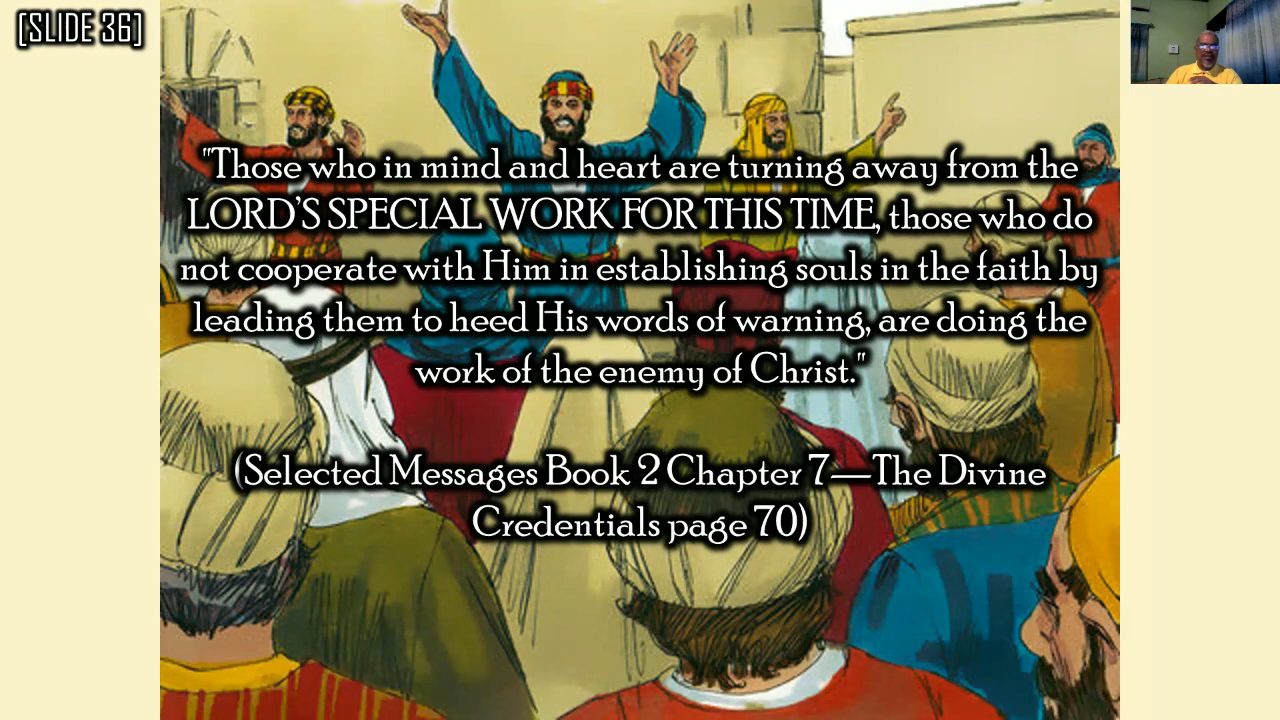 [SLIDE 36]
"Those who in mind and heart are turning away from the
LORD'S SPECIAL WORK FOR THIS TIME, those who do
not cooperate with Him in establishing souls in the faith by
leading them to heed His words of warning, are doing the
work of the enemy of Christ."
(Selected Messages Book 2 Chapter 7—The Divine
Credentials page 70)